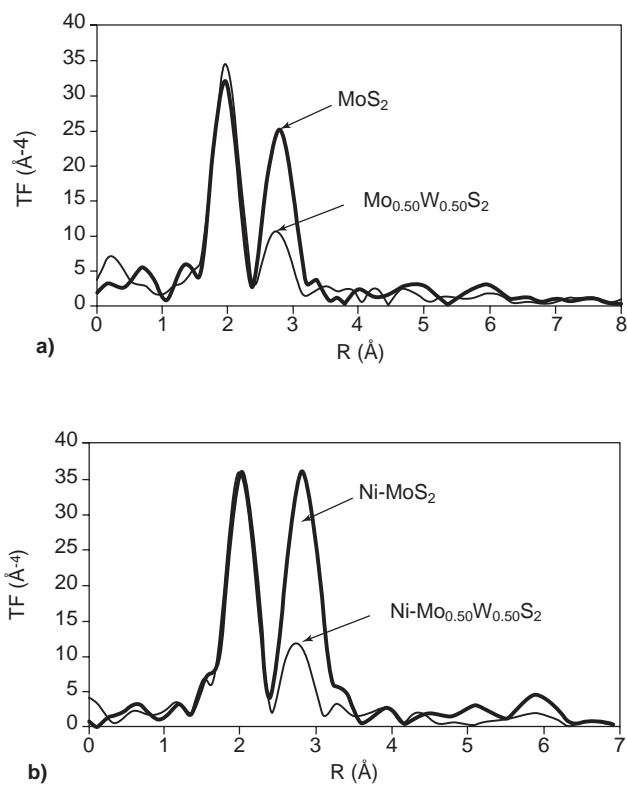 40
35
30
25
20
15
10
5
0
TF (Å-4)
MoS₂
Mo₀.₅₀W₀.₅₀S₂
0 1 2 3 4 5 6 7 8
a)
R (Å)
40
35
30
25
20
15
10
5
0
TF (Å⁻⁴)
Ni-MoS₂
Ni-Mo₀.₅₀W₀.₅₀S₂
0 1 2 3 4 5 6 7
b)
R (Å)